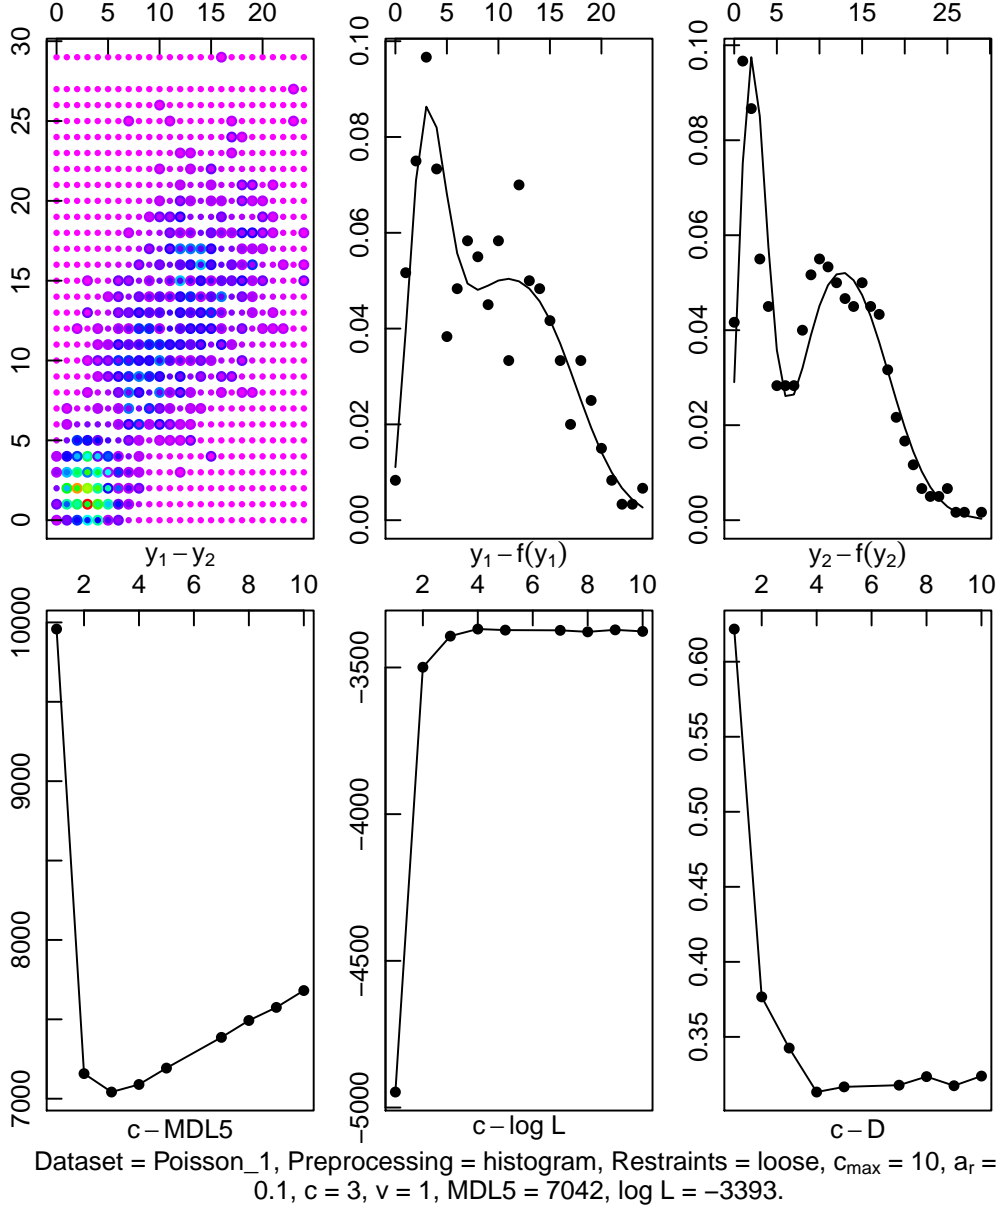 0 5 10 15 20
0 5 10 15 20 25 30
y1 − y2
0 5 10 15 20
0.00 0.02 0.04 0.06 0.08 0.10
y1 − f(y1)
0 5 15 25
0.00 0.02 0.04 0.06 0.08 0.10
y2 − f(y2)
2 4 6 8 10
7000 8000 9000 10000
c − MDL5
2 4 6 8 10
−5000 −4500 −4000 −3500
c − log L
2 4 6 8 10
0.35 0.40 0.45 0.50 0.55 0.60
c − D
Dataset = Poisson_1, Preprocessing = histogram, Restraints = loose, cmax = 10, ar =
0.1, c = 3, v = 1, MDL5 = 7042, log L = −3393.